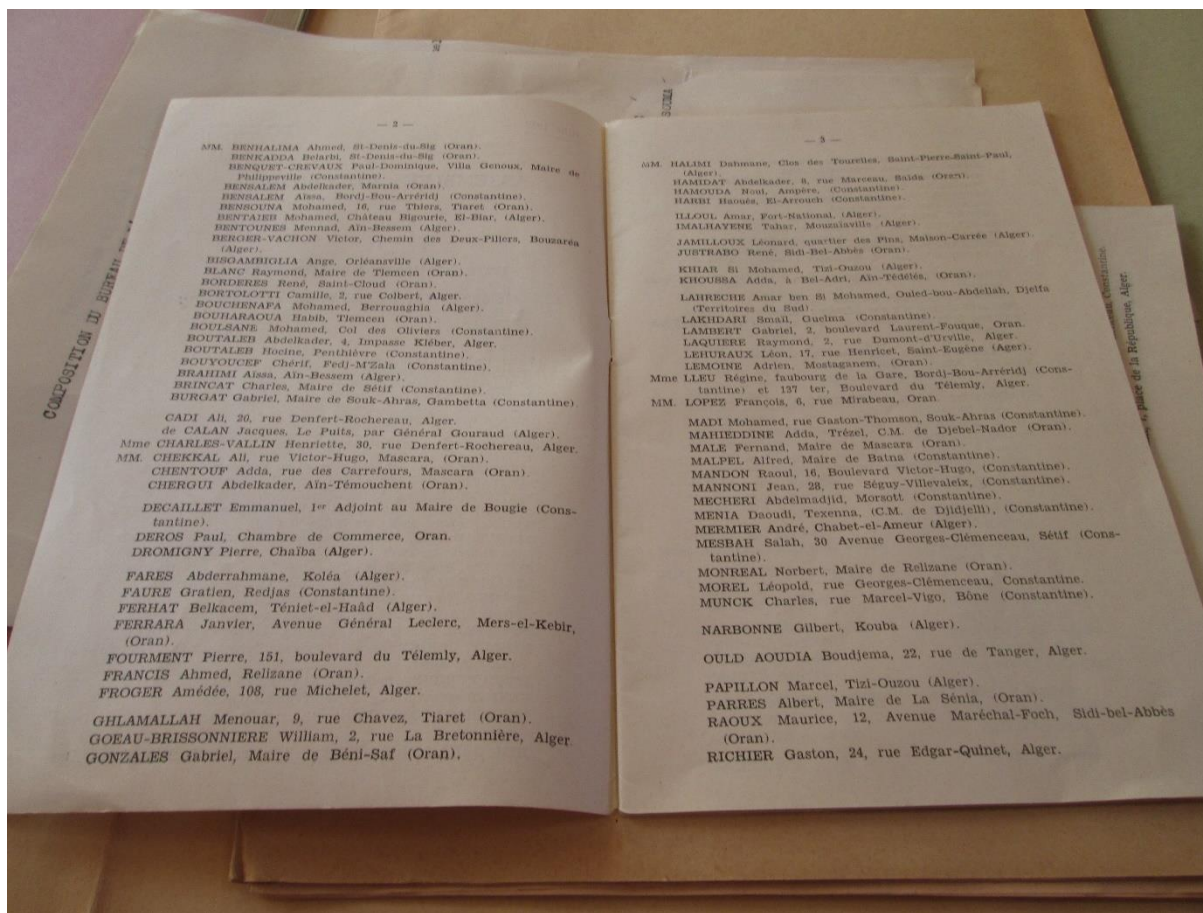 — 2 —
MM. BENHALIMA Ahmed, St-Denis-du-Sig (Oran).
BENKADDA Belarbi, St-Denis-du-Sig (Oran).
BENQUET-CREVAUX Paul-Dominique, Villa Genoux, Maire de
Philippeville (Constantine).
BENSALEM Abdelkader, Marnia (Oran).
BENSALEM Aïssa, Bordj-Bou-Arréridj (Constantine).
BENSOUNA Mohamed, 16, rue Thiers, Tiaret (Oran).
BENTAIEB Mohamed, Château Bigourie, El-Biar, (Alger).
BENTOUNES Mennad, Aïn-Bessem (Alger).
BERGER-VACHON Victor, Chemin des Deux-Piliers, Bouzaréa
(Alger).
BISGAMBIGLIA Ange, Orléansville (Alger).
BLANC Raymond, Maire de Tlemcen (Oran).
BORDERES René, Saint-Cloud (Oran).
BORTOLOTTI Camille, 2, rue Colbert, Alger.
BOUCHENAFA Mohamed, Berrouaghia (Alger).
BOUHARAOUA Habib, Tlemcen (Oran).
BOULSANE Mohamed, Col des Oliviers (Constantine).
BOUTALEB Abdelkader, 4, Impasse Kléber, Alger.
BOUTALEB Hocine, Penthièvre (Constantine).
BOUYOUCEF Chérif, Fedj-M'Zala (Constantine).
BRAHIMI Aïssa, Aïn-Bessem (Alger).
BRINCAT Charles, Maire de Sétif (Constantine).
BURGAT Gabriel, Maire de Souk-Ahras, Gambetta (Constantine).
CADI Ali, 20, rue Denfert-Rochereau, Alger.
de CALAN Jacques, Le Puits, par Général Gouraud (Alger).
Mme CHARLES-VALLIN Henriette, 30, rue Denfert-Rochereau, Alger.
MM. CHEKKAL Ali, rue Victor-Hugo, Mascara, (Oran).
CHENTOUF Adda, rue des Carrefours, Mascara (Oran).
CHERGUI Abdelkader, Aïn-Témouchent (Oran).
DECAILLET Emmanuel, 1er Adjoint au Maire de Bougie (Cons-
tantine).
DEROS Paul, Chambre de Commerce, Oran.
DROMIGNY Pierre, Chaïba (Alger).
FARES Abderrahmane, Koléa (Alger).
FAURE Gratien, Redjas (Constantine).
FERHAT Belkacem, Téniet-el-Haâd (Alger).
FERRARA Janvier, Avenue Général Leclerc, Mers-el-Kebir,
(Oran).
FOURMENT Pierre, 151, boulevard du Télemly, Alger.
FRANCIS Ahmed, Relizane (Oran).
FROGER Amédée, 108, rue Michelet, Alger.
GHLAMALLAH Menouar, 9, rue Chavez, Tiaret (Oran).
GOEAU-BRISSONNIERE William, 2, rue La Bretonnière, Alger
GONZALES Gabriel, Maire de Béni-Saf (Oran).
— 3 —
MM. HALIMI Dahmane, Clos des Tourelles, Saint-Pierre-Saint-Paul,
(Alger).
HAMIDAT Abdelkader, 8, rue Marceau, Saïda (Oran).
HAMOUDA Noui, Ampère, (Constantine).
HARBI Haouès, El-Arrouch (Constantine).
ILLOUL Amar, Fort-National, (Alger).
IMALHAYENE Tahar, Mouzaïaville (Alger).
JAMILLOUX Léonard, quartier des Pins, Maison-Carrée (Alger).
JUSTRABO René, Sidi-Bel-Abbès (Oran).
KHIAR Si Mohamed, Tizi-Ouzou (Alger).
KHOUSSA Adda, à Bel-Adri, Aïn-Tédélès, (Oran).
LAHRECHE Amar ben Si Mohamed, Ouled-bou-Abdellah, Djelfa
(Territoires du Sud).
LAKHDARI Smaïl, Guelma (Constantine).
LAMBERT Gabriel, 2, boulevard Laurent-Fouque, Oran.
LAQUIERE Raymond, 2, rue Dumont-d'Urville, Alger.
LEHURAUX Léon, 17, rue Henricet, Saint-Eugène (Ager).
LEMOINE Adrien, Mostaganem, (Oran).
Mme LLEU Régine, faubourg de la Gare, Bordj-Bou-Arréridj (Cons-
tantine) et 137 ter, Boulevard du Télemly, Alger.
MM. LOPEZ François, 6, rue Mirabeau, Oran.
MADI Mohamed, rue Gaston-Thomson, Souk-Ahras (Constantine).
MAHIEDDINE Adda, Trézel, C.M. de Djebel-Nador (Oran).
MALE Fernand, Maire de Mascara (Oran).
MALPEL Alfred, Maire de Batna (Constantine).
MANDON Raoul, 16, Boulevard Victor-Hugo, (Constantine).
MANNONI Jean, 28, rue Séguy-Villevaleix, (Constantine).
MECHERI Abdelmadjid, Morsott (Constantine).
MENIA Daoudi, Texenna, (C.M. de Djidjelli), (Constantine).
MERMIER André, Chabet-el-Ameur (Alger).
MESBAH Salah, 30 Avenue Georges-Clémenceau, Sétif (Cons-
tantine).
MONREAL Norbert, Maire de Relizane (Oran).
MOREL Léopold, rue Georges-Clémenceau, Constantine.
MUNCK Charles, rue Marcel-Vigo, Bône (Constantine).
NARBONNE Gilbert, Kouba (Alger).
OULD AOUDIA Boudjema, 22, rue de Tanger, Alger.
PAPILLON Marcel, Tizi-Ouzou (Alger).
PARRES Albert, Maire de La Sénia, (Oran).
RAOUX Maurice, 12, Avenue Maréchal-Foch, Sidi-bel-Abbès
(Oran).
RICHIER Gaston, 24, rue Edgar-Quinet, Alger.
COMPOSITION DU BUREAU
Constantine.
place de la République, Alger.